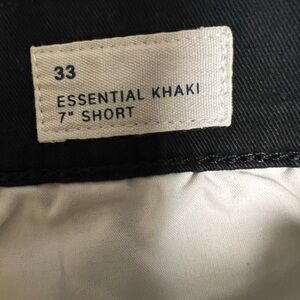 33
ESSENTIAL KHAKI
7" SHORT